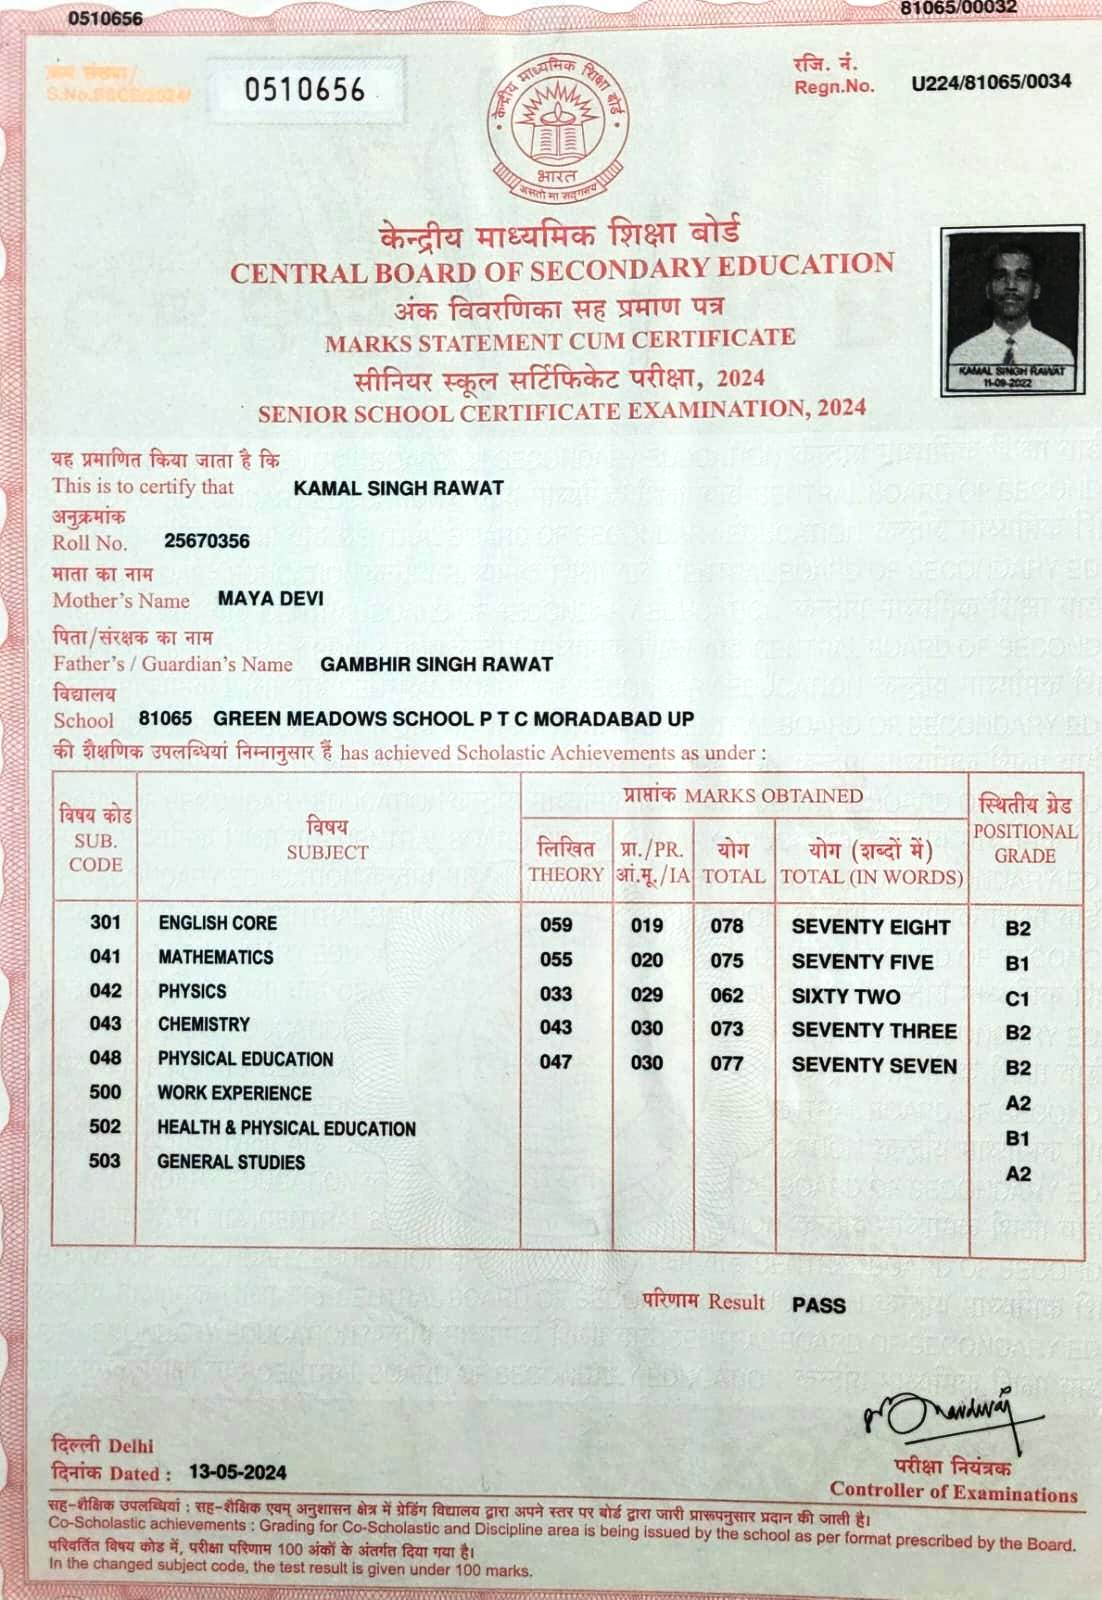 0510656
81065/00032
क्रम संख्या/
S.No.SSCE/2024/
0510656
रजि. नं.
Regn.No. U224/81065/0034
केन्द्रीय माध्यमिक शिक्षा बोर्ड
भारत
असतो मा सद्गमय
केन्द्रीय माध्यमिक शिक्षा बोर्ड
CENTRAL BOARD OF SECONDARY EDUCATION
अंक विवरणिका सह प्रमाण पत्र
MARKS STATEMENT CUM CERTIFICATE
सीनियर स्कूल सर्टिफिकेट परीक्षा, 2024
SENIOR SCHOOL CERTIFICATE EXAMINATION, 2024
KAMAL SINGH RAWAT
11-09-2022
यह प्रमाणित किया जाता है कि
This is to certify that KAMAL SINGH RAWAT
अनुक्रमांक
Roll No. 25670356
माता का नाम
Mother's Name MAYA DEVI
पिता/संरक्षक का नाम
Father's / Guardian's Name GAMBHIR SINGH RAWAT
विद्यालय
School 81065 GREEN MEADOWS SCHOOL P T C MORADABAD UP
की शैक्षणिक उपलब्धियां निम्नानुसार हैं has achieved Scholastic Achievements as under :
विषय कोड
SUB.
CODE
विषय
SUBJECT
प्राप्तांक MARKS OBTAINED
लिखित
THEORY
प्रा./PR.
आं.मू./IA
योग
TOTAL
योग (शब्दों में)
TOTAL (IN WORDS)
स्थितीय ग्रेड
POSITIONAL
GRADE
301 ENGLISH CORE 059 019 078 SEVENTY EIGHT B2
041 MATHEMATICS 055 020 075 SEVENTY FIVE B1
042 PHYSICS 033 029 062 SIXTY TWO C1
043 CHEMISTRY 043 030 073 SEVENTY THREE B2
048 PHYSICAL EDUCATION 047 030 077 SEVENTY SEVEN B2
500 WORK EXPERIENCE A2
502 HEALTH & PHYSICAL EDUCATION B1
503 GENERAL STUDIES A2
परिणाम Result PASS
दिल्ली Delhi
दिनांक Dated : 13-05-2024
परीक्षा नियंत्रक
Controller of Examinations
सह-शैक्षिक उपलब्धियां : सह-शैक्षिक एवम् अनुशासन क्षेत्र में ग्रेडिंग विद्यालय द्वारा अपने स्तर पर बोर्ड द्वारा जारी प्रारूपनुसार प्रदान की जाती है।
Co-Scholastic achievements : Grading for Co-Scholastic and Discipline area is being issued by the school as per format prescribed by the Board.
परिवर्तित विषय कोड में, परीक्षा परिणाम 100 अंकों के अंतर्गत दिया गया है।
In the changed subject code, the test result is given under 100 marks.